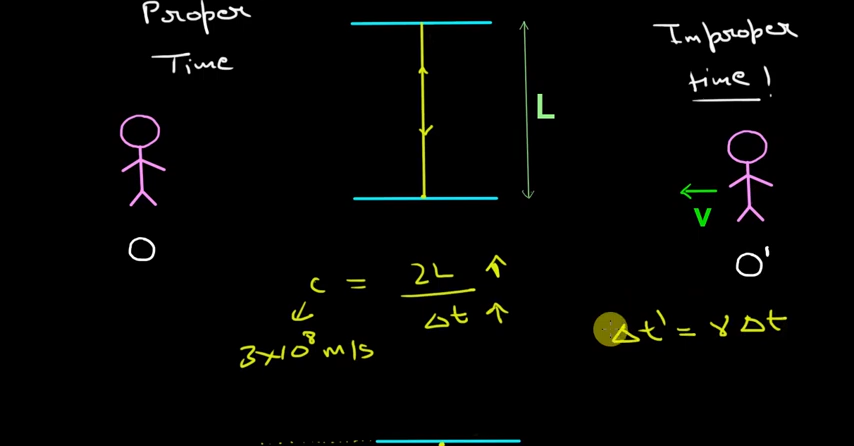 Proper
Time
Improper
time!
L
V
O
O'
c = 2L ↑ / Δt ↑
3×10⁸ m/s
Δt' = γ Δt